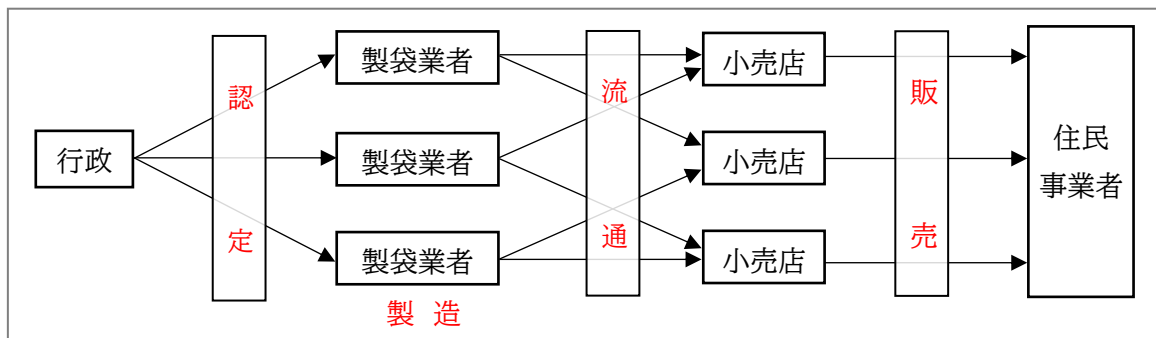 行政
認
定
製袋業者
製袋業者
製袋業者
製造
流
通
小売店
小売店
小売店
販
売
住民
事業者